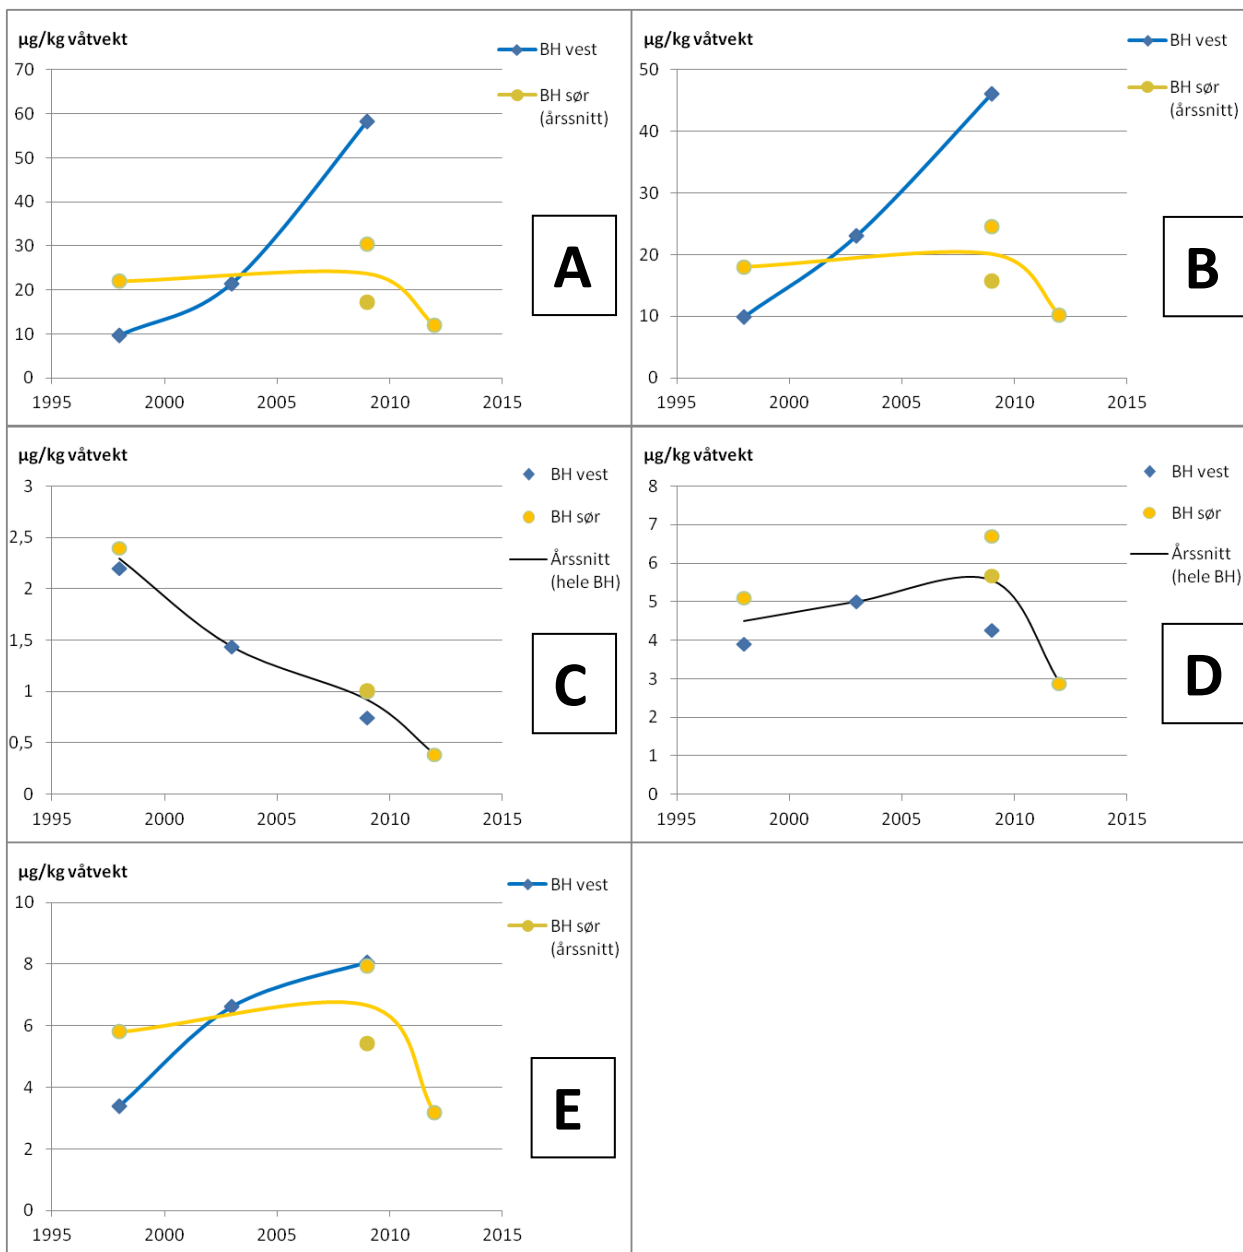 µg/kg våtvekt
BH vest
BH sør
(årssnitt)
70
60
50
40
30
20
10
0
1995 2000 2005 2010 2015
A
µg/kg våtvekt
BH vest
BH sør
(årssnitt)
50
40
30
20
10
0
1995 2000 2005 2010 2015
B
µg/kg våtvekt
BH vest
BH sør
Årssnitt
(hele BH)
3
2,5
2
1,5
1
0,5
0
1995 2000 2005 2010 2015
C
µg/kg våtvekt
BH vest
BH sør
Årssnitt
(hele BH)
8
7
6
5
4
3
2
1
0
1995 2000 2005 2010 2015
D
µg/kg våtvekt
BH vest
BH sør
(årssnitt)
10
8
6
4
2
0
1995 2000 2005 2010 2015
E